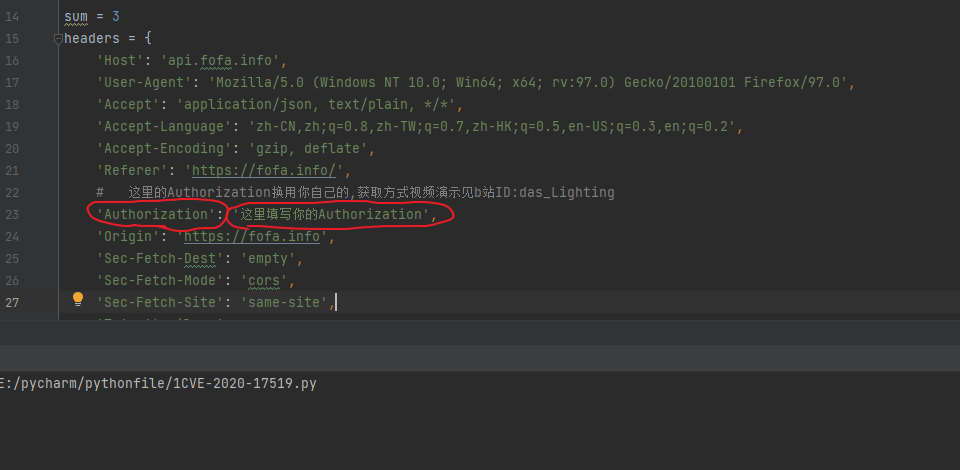 14 sum = 3
15 headers = {
16 'Host': 'api.fofa.info',
17 'User-Agent': 'Mozilla/5.0 (Windows NT 10.0; Win64; x64; rv:97.0) Gecko/20100101 Firefox/97.0',
18 'Accept': 'application/json, text/plain, */*',
19 'Accept-Language': 'zh-CN,zh;q=0.8,zh-TW;q=0.7,zh-HK;q=0.5,en-US;q=0.3,en;q=0.2',
20 'Accept-Encoding': 'gzip, deflate',
21 'Referer': 'https://fofa.info/',
22 # 这里的Authorization换用你自己的,获取方式视频演示见b站ID:das_Lighting
23 'Authorization': '这里填写你的Authorization',
24 'Origin': 'https://fofa.info',
25 'Sec-Fetch-Dest': 'empty',
26 'Sec-Fetch-Mode': 'cors',
27 'Sec-Fetch-Site': 'same-site',
E:/pycharm/pythonfile/1CVE-2020-17519.py